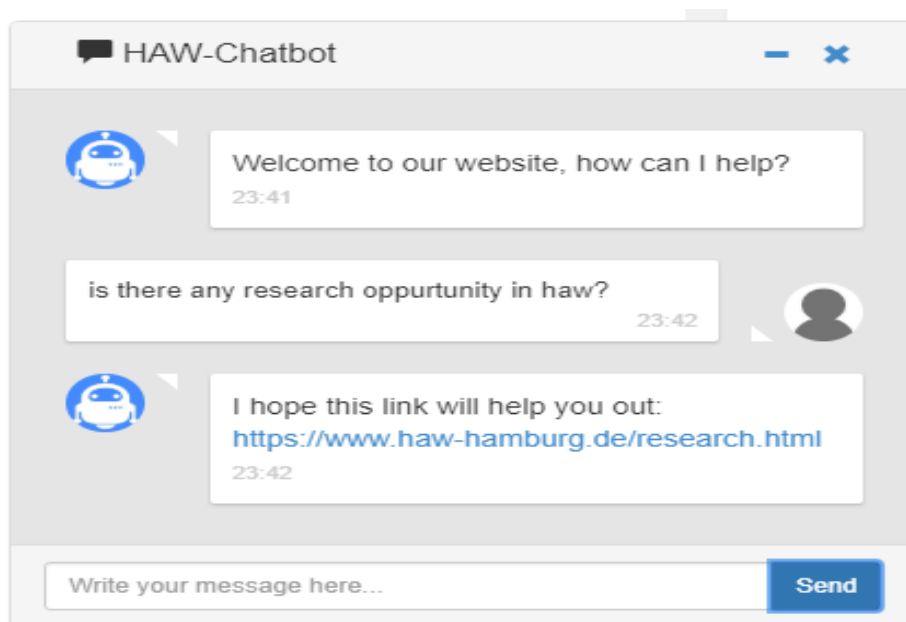 HAW-Chatbot
Welcome to our website, how can I help?
23:41
is there any research oppurtunity in haw?
23:42
I hope this link will help you out:
https://www.haw-hamburg.de/research.html
23:42
Write your message here...
Send